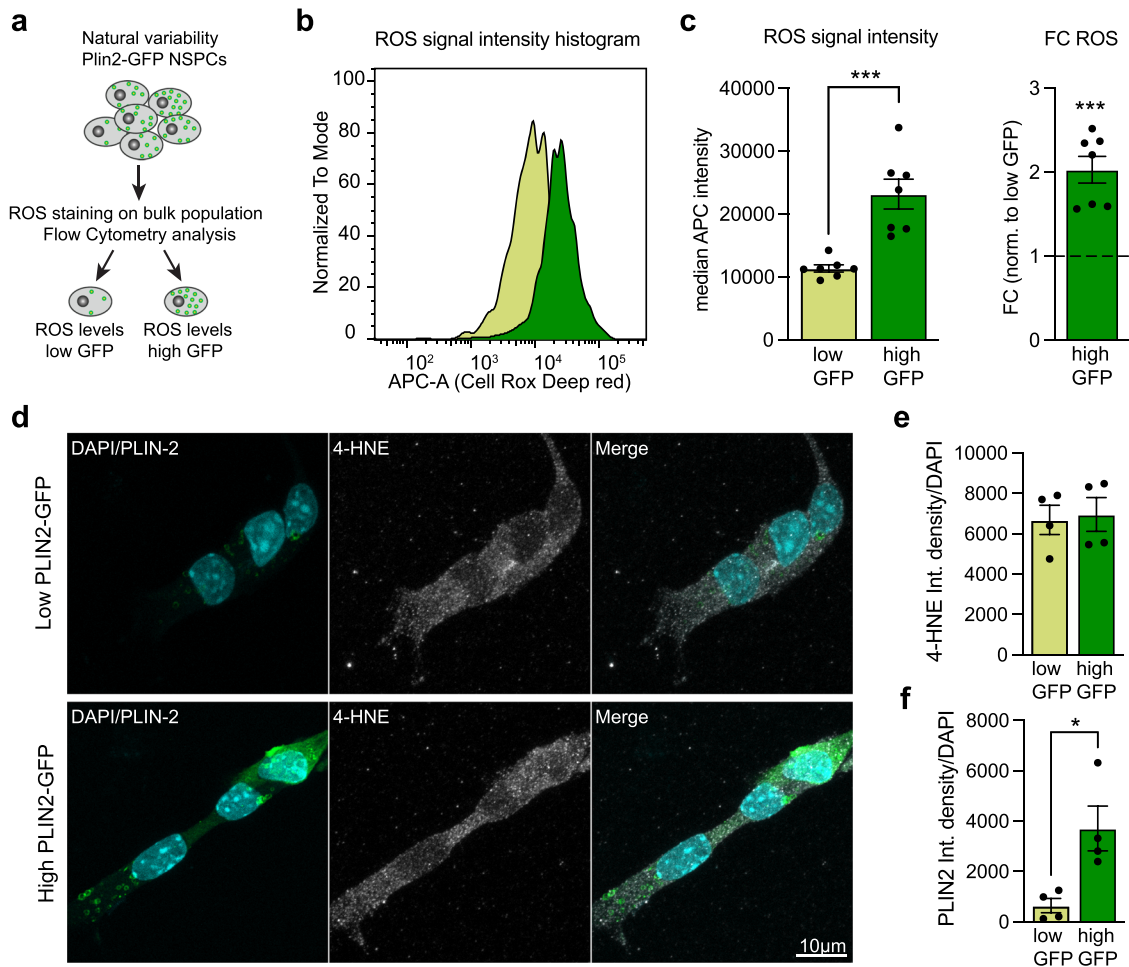 a
Natural variability
Plin2-GFP NSPCs
ROS staining on bulk population
Flow Cytometry analysis
ROS levels
low GFP
ROS levels
high GFP
b
ROS signal intensity histogram
Normalized To Mode
100
80
60
40
20
0
10²
10³
10⁴
10⁵
APC-A (Cell Rox Deep red)
c
ROS signal intensity
median APC intensity
40000
30000
20000
10000
0
***
low
GFP
high
GFP
FC ROS
FC (norm. to low GFP)
3
2
1
0
***
high
GFP
d
Low PLIN2-GFP
DAPI/PLIN-2
4-HNE
Merge
High PLIN2-GFP
DAPI/PLIN-2
4-HNE
Merge
10µm
e
4-HNE Int. density/DAPI
10000
8000
6000
4000
2000
0
low
GFP
high
GFP
f
PLIN2 Int. density/DAPI
8000
6000
4000
2000
0
*
low
GFP
high
GFP